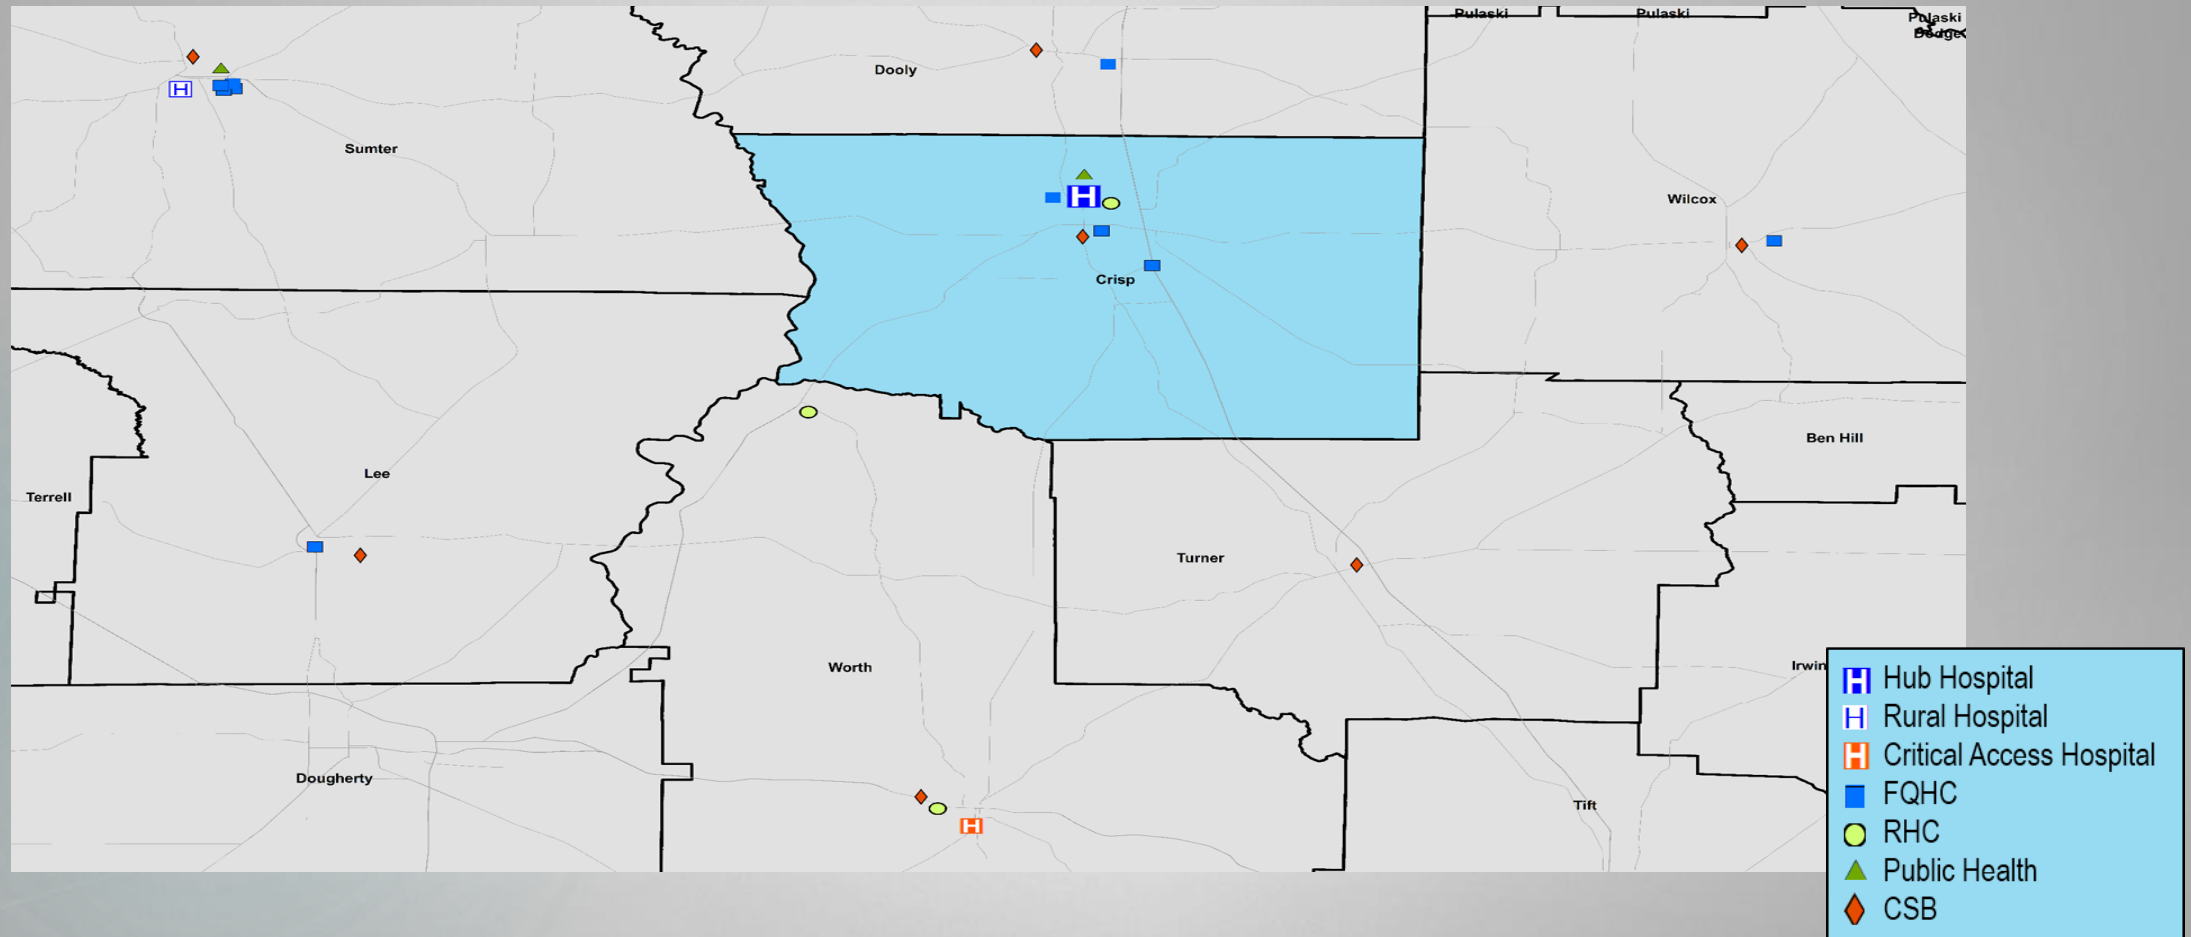 Pulaski
Pulaski
Pulaski
Dodge
Dooly
Sumter
Wilcox
Crisp
Ben Hill
Lee
Terrell
Turner
Worth
Irwin
Dougherty
Tift
H
H
H
H Hub Hospital
H Rural Hospital
H Critical Access Hospital
FQHC
RHC
Public Health
CSB